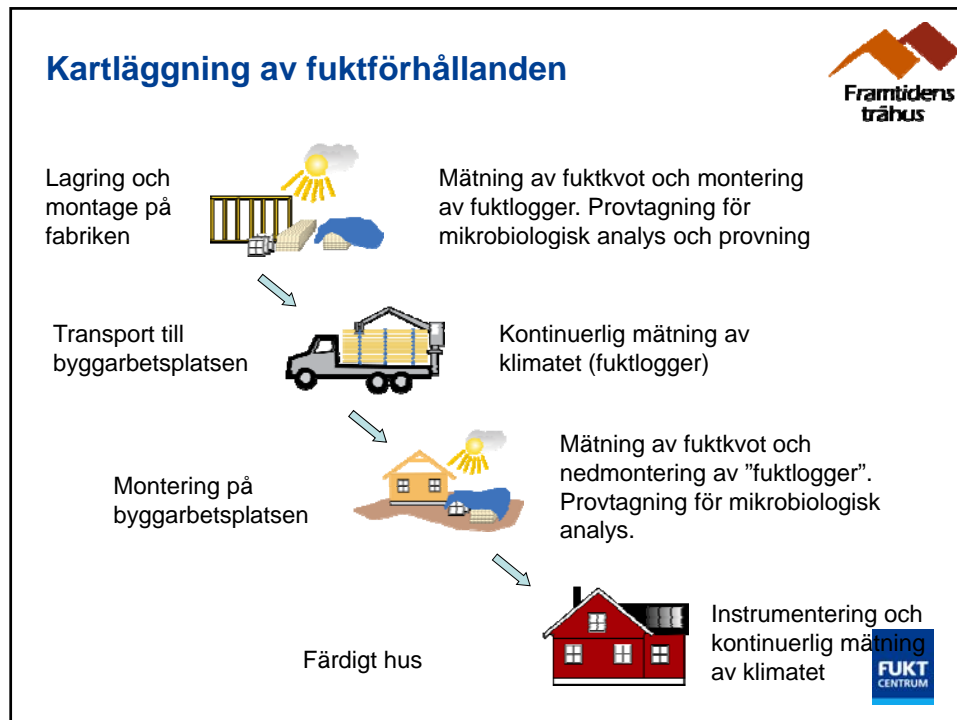 Kartläggning av fuktförhållanden
Framtidens
trähus
Lagring och
montage på
fabriken
Mätning av fuktkvot och montering
av fuktlogger. Provtagning för
mikrobiologisk analys och provning
Transport till
byggarbetsplatsen
Kontinuerlig mätning av
klimatet (fuktlogger)
Montering på
byggarbetsplatsen
Mätning av fuktkvot och
nedmontering av ”fuktlogger”.
Provtagning för mikrobiologisk
analys.
Färdigt hus
Instrumentering och
kontinuerlig mätning
av klimatet
FUKT
CENTRUM